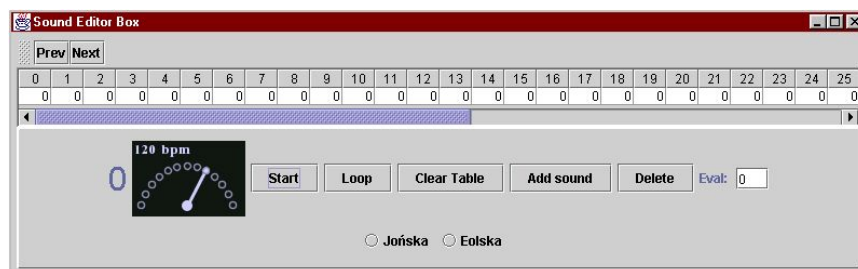 Sound Editor Box
Prev Next
0 1 2 3 4 5 6 7 8 9 10 11 12 13 14 15 16 17 18 19 20 21 22 23 24 25
0 0 0 0 0 0 0 0 0 0 0 0 0 0 0 0 0 0 0 0 0 0 0 0 0 0
120 bpm
0 Start Loop Clear Table Add sound Delete Eval: 0
Jońska Eolska